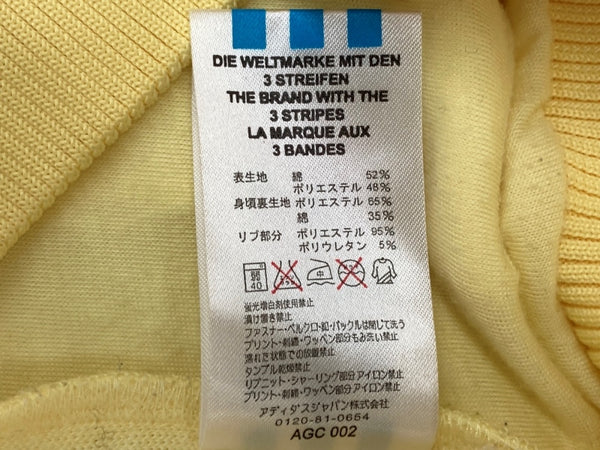 DIE WELTMARKE MIT DEN
3 STREIFEN
THE BRAND WITH THE
3 STRIPES
LA MARQUE AUX
3 BANDES
表生地 綿 52%
ポリエステル 48%
身頃裏生地 ポリエステル 65%
綿 35%
リブ部分 ポリエステル 95%
ポリウレタン 5%
40 中
蛍光増白剤使用禁止
漬け置き禁止
ファスナー・ベルクロ・釦・バックルは閉じて洗う
プリント・刺繍・ワッペン部分もみ洗い禁止
濡れた状態での放置禁止
タンブル乾燥禁止
リブニット・シャーリング部分アイロン禁止
プリント・刺繍・ワッペン部分アイロン禁止
アディダスジャパン株式会社
0120-81-0654
AGC 002